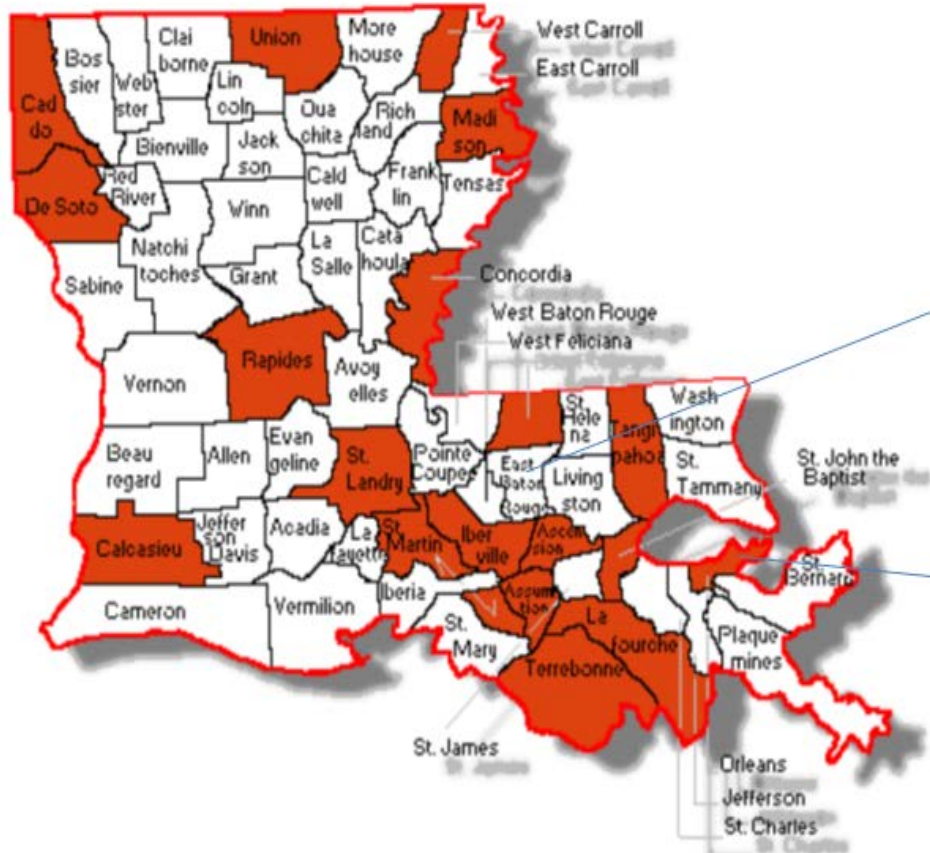 Union
More
house
West Carroll
East Carroll
Clai
borne
Bos
sier
Web
ster
Lin
coln
Oua
chita
Rich
land
Madi
son
Cad
do
Bienville
Jack
son
Red
River
De Soto
Winn
Cald
well
Frank
lin
Tensas
Natchi
toches
La
Salle
Cata
houla
Sabine
Grant
Concordia
West Baton Rouge
West Feliciana
Rapides
Vernon
Avoy
elles
St.
Hele
na
Wash
ington
Tangi
pahoa
Beau
regard
Allen
Evan
geline
St.
Landry
Pointe
Coupee
East
Baton
Rouge
Living
ston
St.
Tammany
St. John the
Baptist
Calcasieu
Jeffer
son
Davis
Acadia
La
fayette
St.
Martin
Iber
ville
Ascen
sion
St.
Bernard
Cameron
Vermilion
Iberia
St.
Mary
Assum
tion
La
fourche
Terrebonne
Plaque
mines
St. James
Orleans
Jefferson
St. Charles